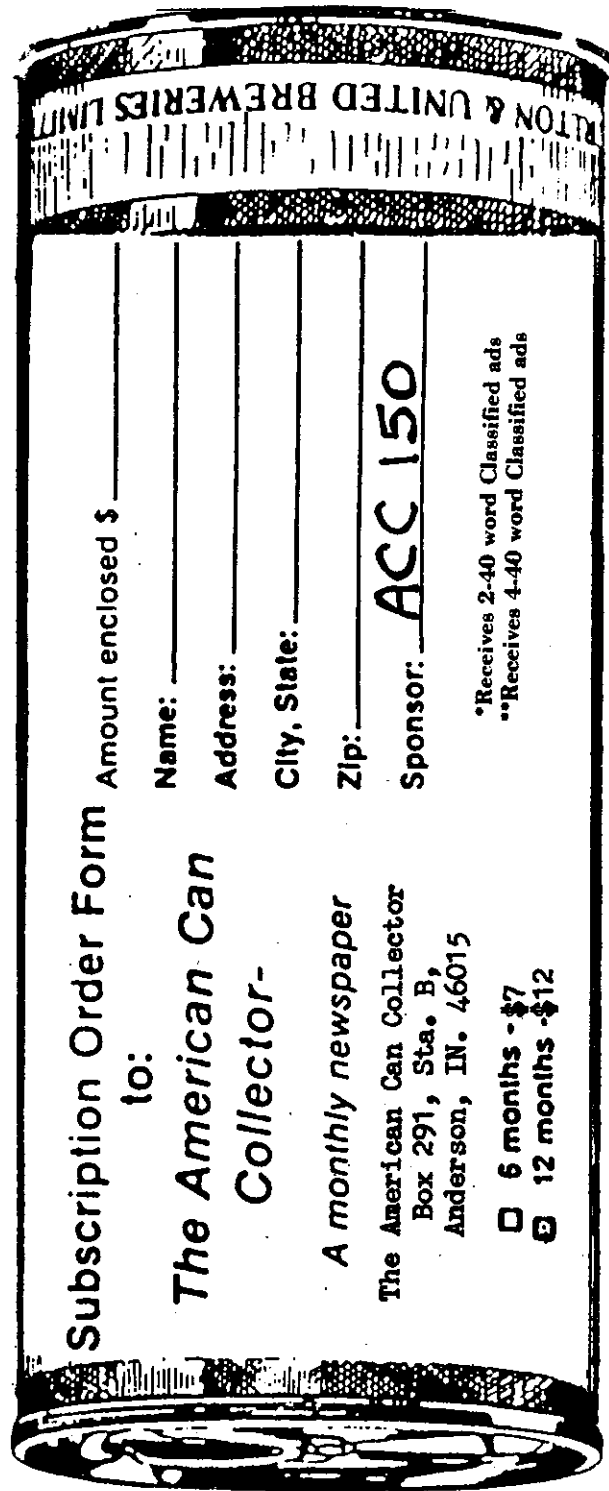 Subscription Order Form
to:
The American Can
Collector-
A monthly newspaper
The American Can Collector
Box 291, Sta. B,
Anderson, IN. 46015
☐ 6 months - $7
☒ 12 months - $12
Amount enclosed $
Name:
Address:
City, State:
Zip:
Sponsor: ACC 150
*Receives 2-40 word Classified ads
**Receives 4-40 word Classified ads
RLTON & UNITED BREWERIES LIMIT